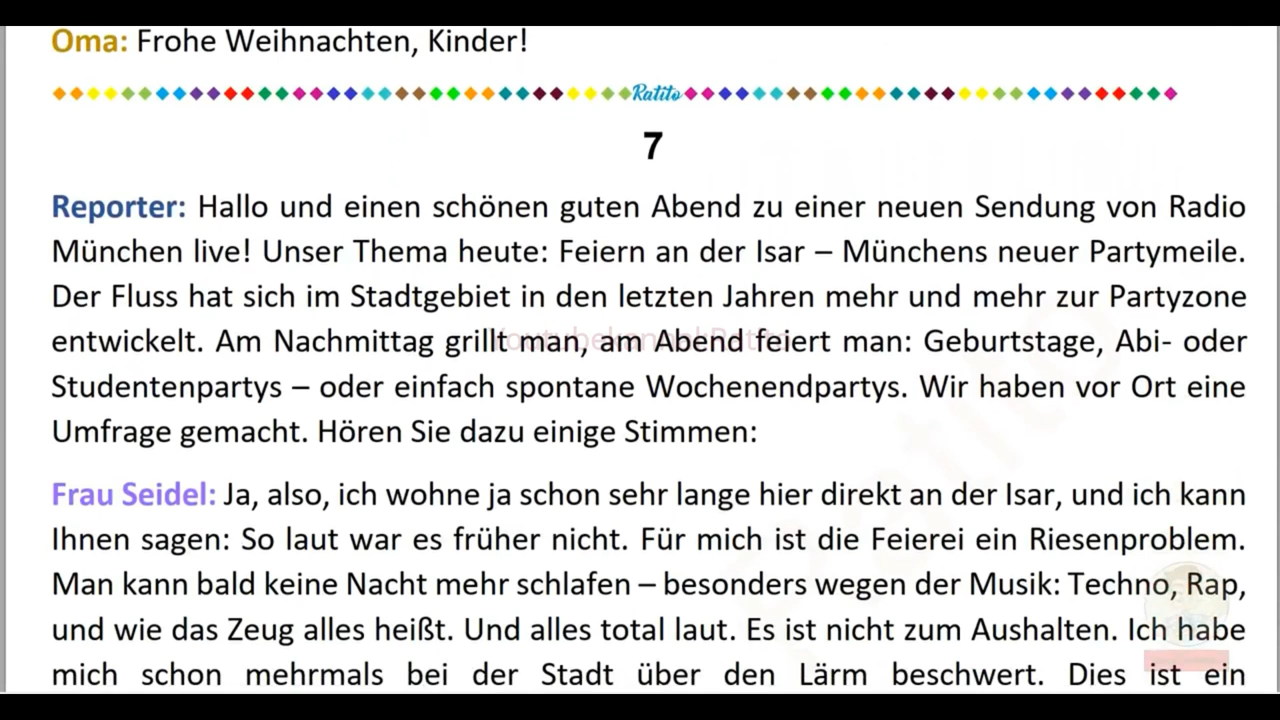 Oma: Frohe Weihnachten, Kinder!
Ratito
7
Reporter: Hallo und einen schönen guten Abend zu einer neuen Sendung von Radio
München live! Unser Thema heute: Feiern an der Isar – Münchens neuer Partymeile.
Der Fluss hat sich im Stadtgebiet in den letzten Jahren mehr und mehr zur Partyzone
entwickelt. Am Nachmittag grillt man, am Abend feiert man: Geburtstage, Abi- oder
Studentenpartys – oder einfach spontane Wochenendpartys. Wir haben vor Ort eine
Umfrage gemacht. Hören Sie dazu einige Stimmen:
Frau Seidel: Ja, also, ich wohne ja schon sehr lange hier direkt an der Isar, und ich kann
Ihnen sagen: So laut war es früher nicht. Für mich ist die Feierei ein Riesenproblem.
Man kann bald keine Nacht mehr schlafen – besonders wegen der Musik: Techno, Rap,
und wie das Zeug alles heißt. Und alles total laut. Es ist nicht zum Aushalten. Ich habe
mich schon mehrmals bei der Stadt über den Lärm beschwert. Dies ist ein